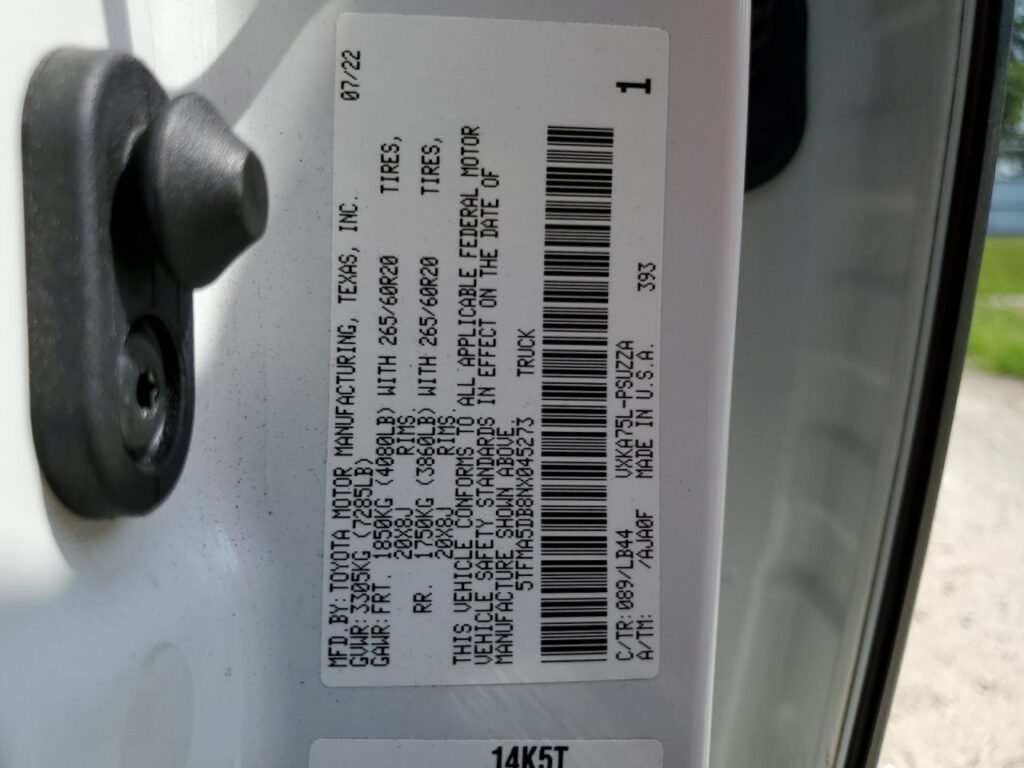 07/22
MFD BY: TOYOTA MOTOR MANUFACTURING, TEXAS, INC.
GVWR: 3305KG (7285LB)
GAWR: FRT. 1850KG (4080LB) WITH 265/60R20 TIRES,
20X8J RIMS.
RR. 1750KG (3860LB) WITH 265/60R20 TIRES,
20X8J RIMS
THIS VEHICLE CONFORMS TO ALL APPLICABLE FEDERAL MOTOR
VEHICLE SAFETY STANDARDS IN EFFECT ON THE DATE OF
MANUFACTURE SHOWN ABOVE.
5TFMA5DB8NX045273 TRUCK
C/TR: 089/LB44 VXKA75L-PSUZZA
A/TM: /AJA0F MADE IN U.S.A. 393
1
14K5T